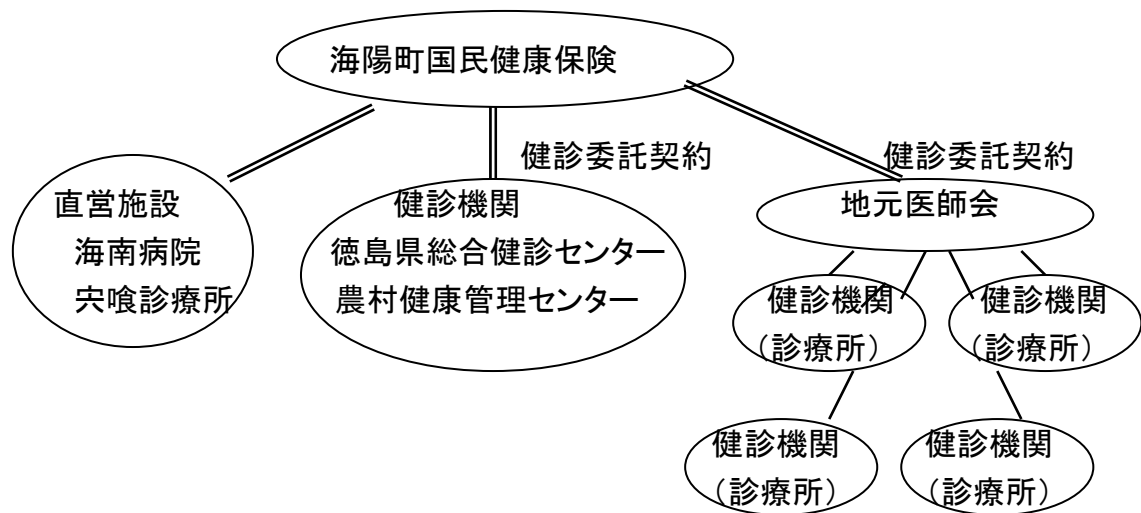 海陽町国民健康保険
健診委託契約
健診委託契約
直営施設
海南病院
宍喰診療所
健診機関
徳島県総合健診センター
農村健康管理センター
地元医師会
健診機関
（診療所）
健診機関
（診療所）
健診機関
（診療所）
健診機関
（診療所）